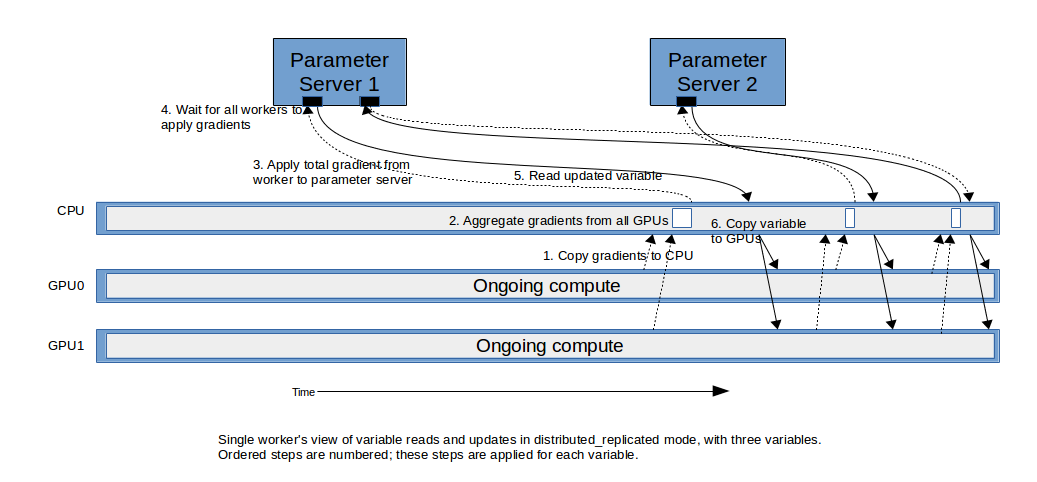 Parameter
Server 1
Parameter
Server 2
4. Wait for all workers to
apply gradients
3. Apply total gradient from
worker to parameter server
5. Read updated variable
CPU
2. Aggregate gradients from all GPUs
6. Copy variable
to GPUs
1. Copy gradients to CPU
GPU0
Ongoing compute
GPU1
Ongoing compute
Time
Single worker's view of variable reads and updates in distributed_replicated mode, with three variables.
Ordered steps are numbered; these steps are applied for each variable.